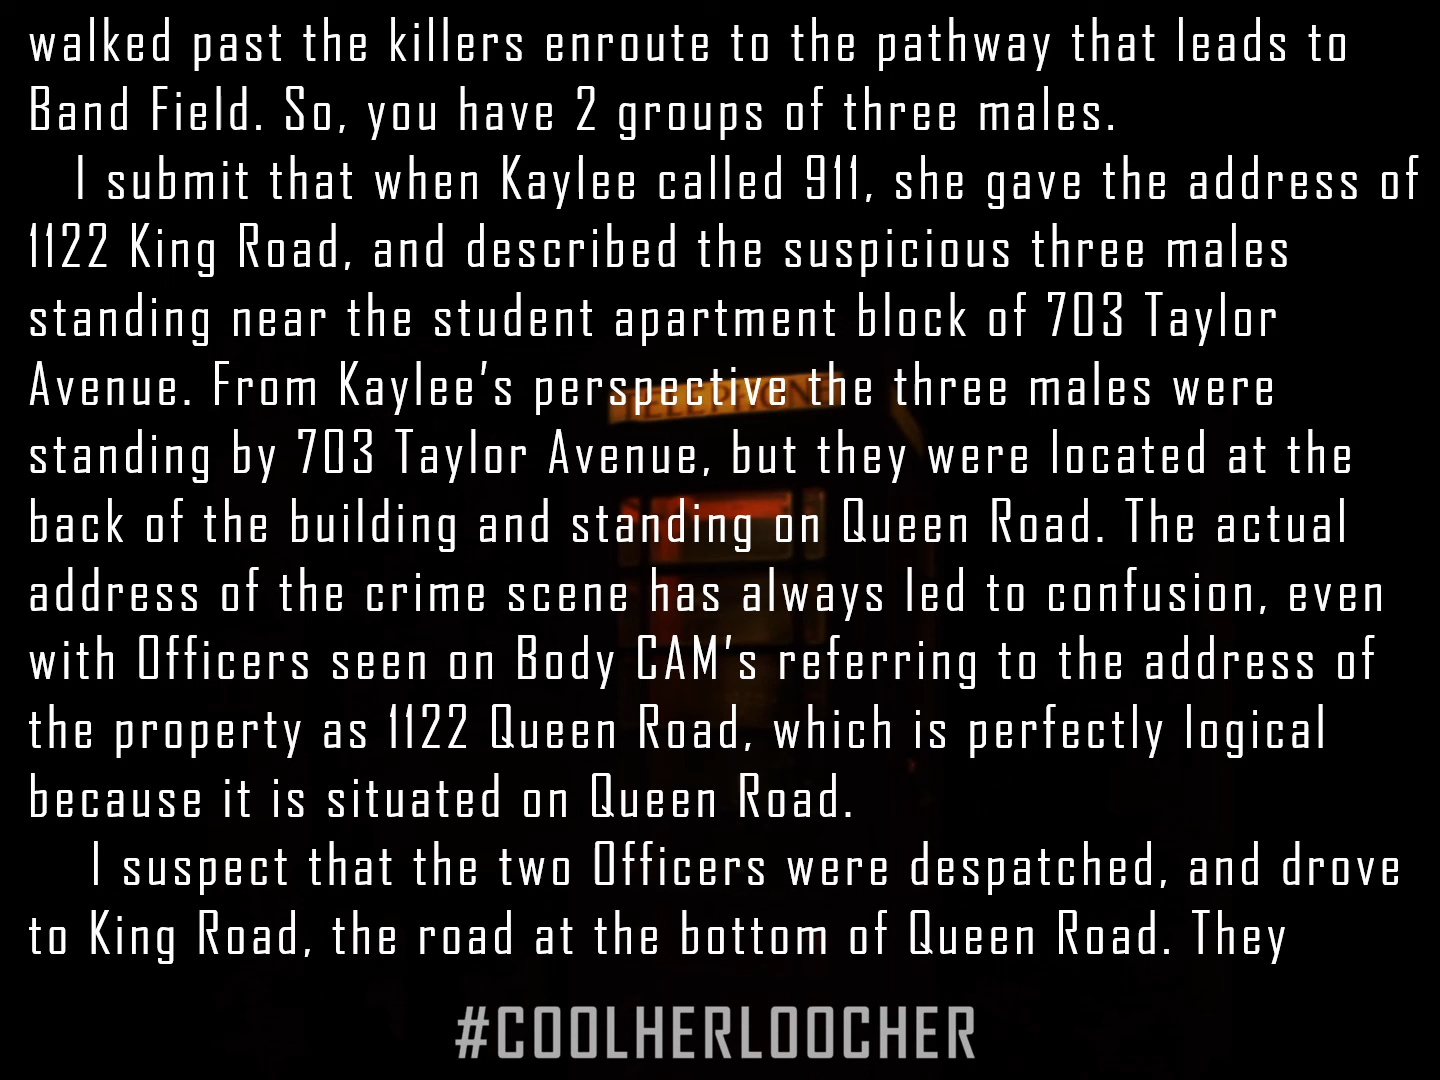 walked past the killers enroute to the pathway that leads to
Band Field. So, you have 2 groups of three males.
I submit that when Kaylee called 911, she gave the address of
1122 King Road, and described the suspicious three males
standing near the student apartment block of 703 Taylor
Avenue. From Kaylee's perspective the three males were
standing by 703 Taylor Avenue, but they were located at the
back of the building and standing on Queen Road. The actual
address of the crime scene has always led to confusion, even
with Officers seen on Body CAM's referring to the address of
the property as 1122 Queen Road, which is perfectly logical
because it is situated on Queen Road.
I suspect that the two Officers were despatched, and drove
to King Road, the road at the bottom of Queen Road. They
TELEPHONE
#COOLHERLOOCHER